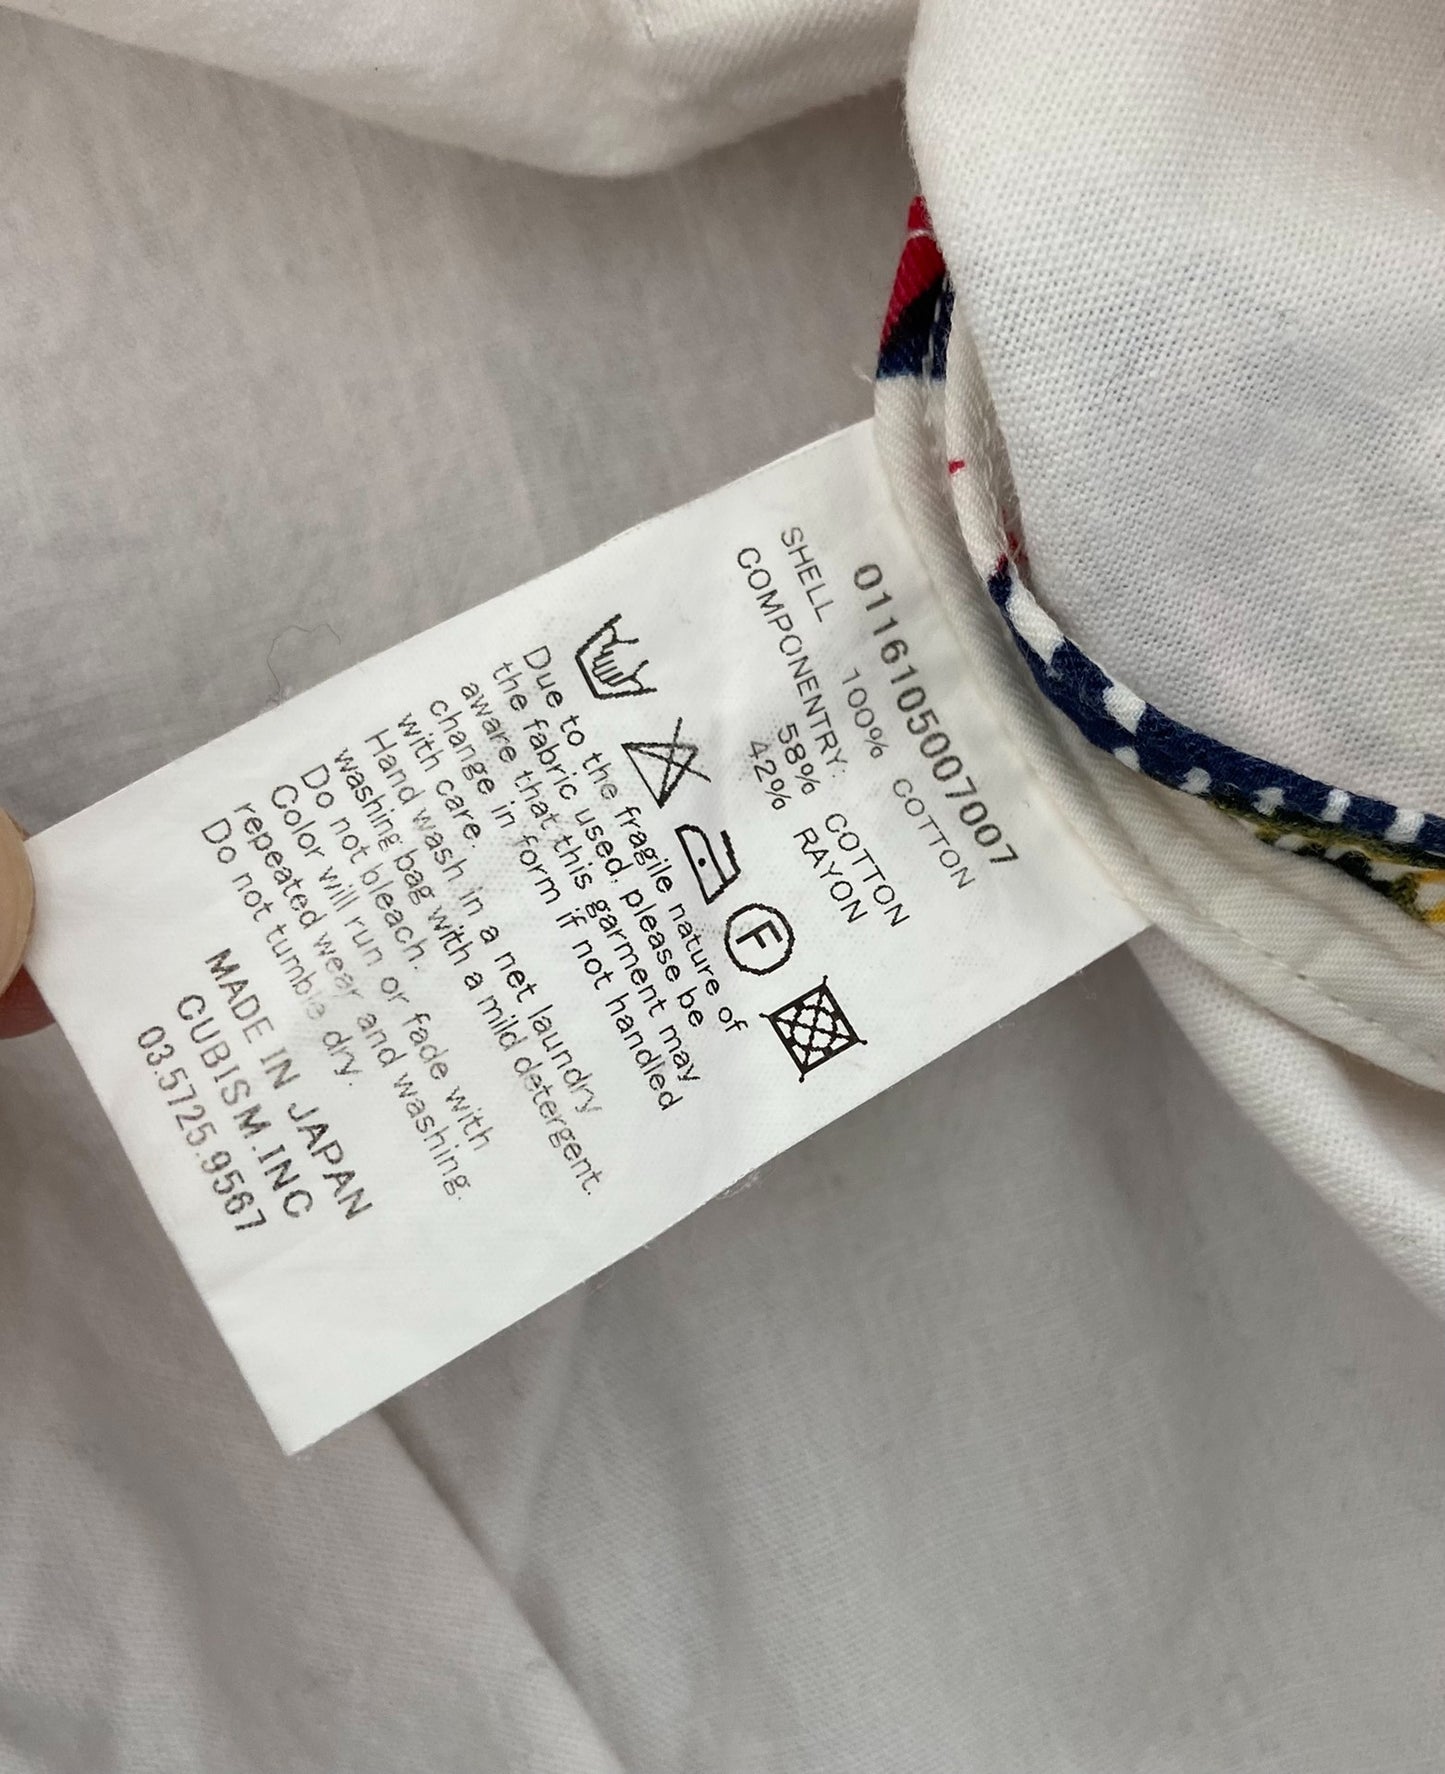 0116105007007
SHELL
100% COTTON
COMPONENTRY:
58% COTTON
42% RAYON
F
Due to the fragile nature of
the fabric used, please be
aware that this garment may
change in form if not handled
with care.
Hand wash in a net laundry
washing bag with a mild detergent.
Do not bleach.
Color will run or fade with
repeated wear and washing.
Do not tumble dry.
MADE IN JAPAN
CUBISM.INC
03.5725.9567